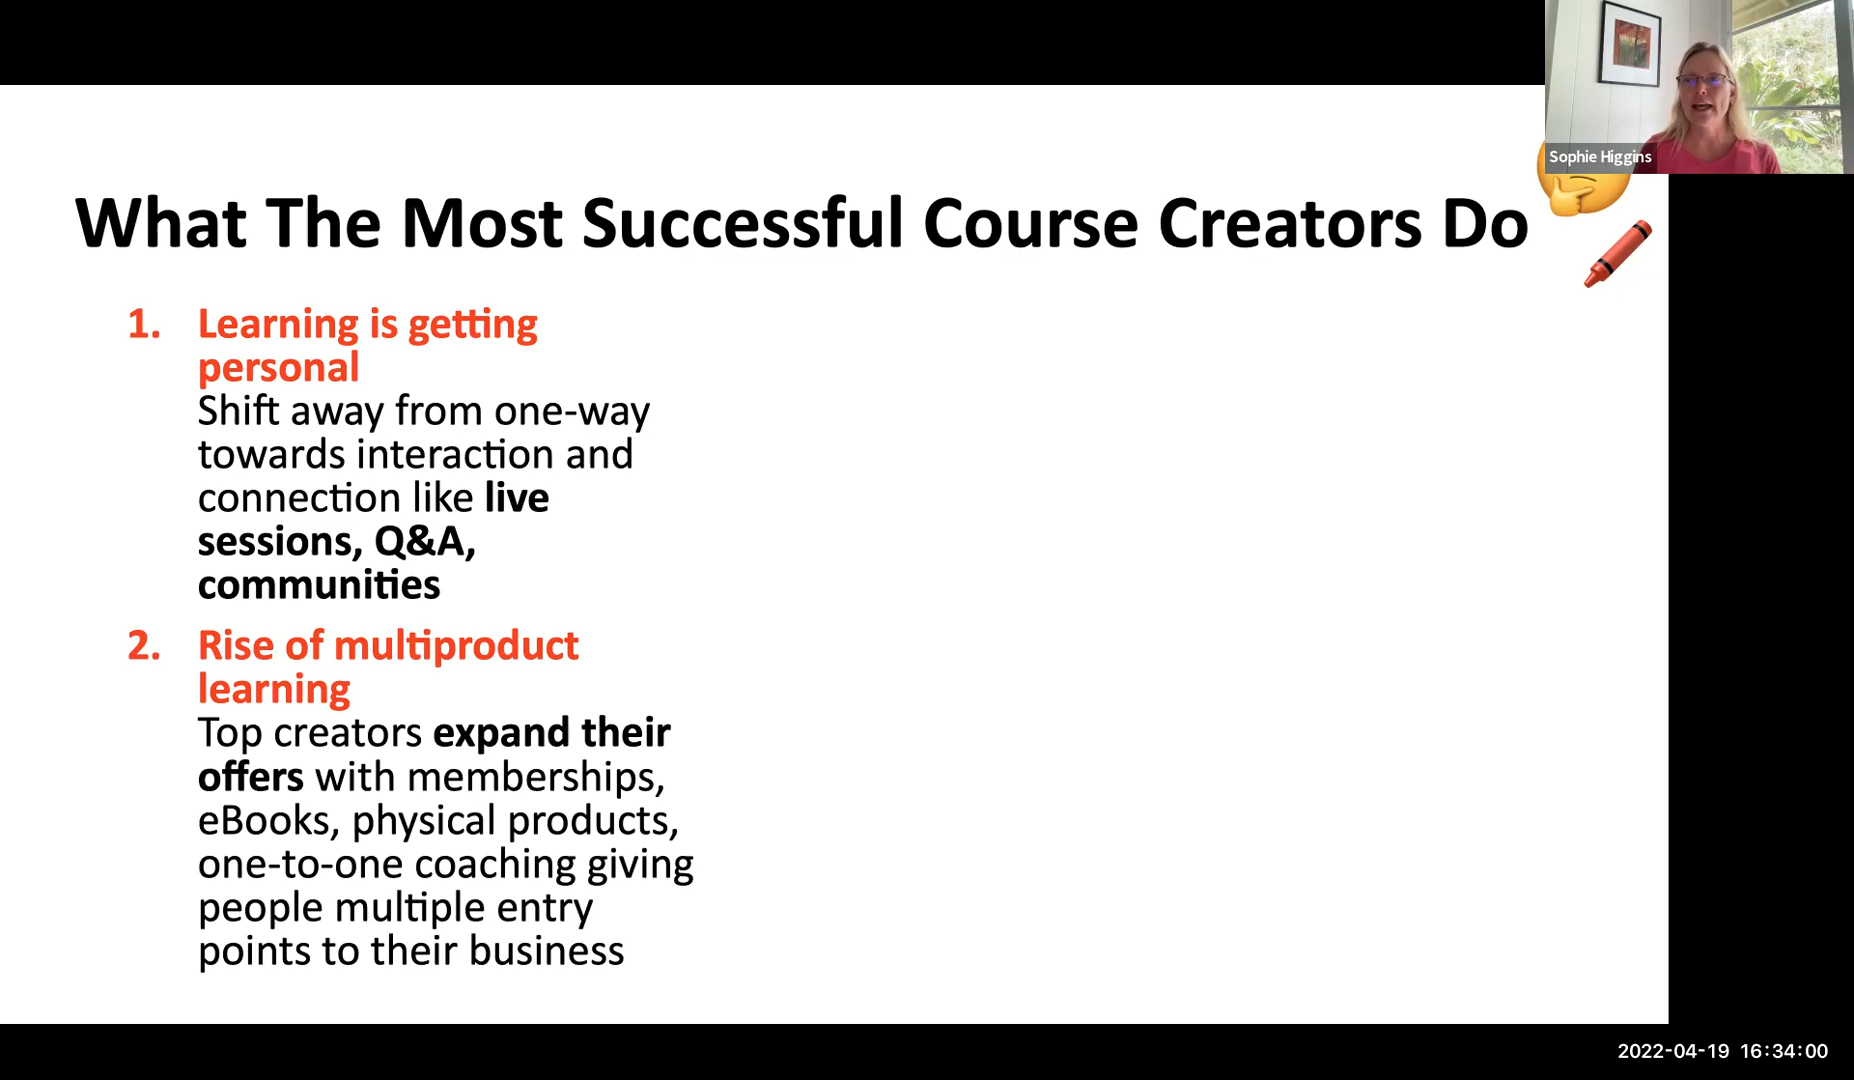 Sophie Higgins
What The Most Successful Course Creators Do
1. Learning is getting
personal
Shift away from one-way
towards interaction and
connection like live
sessions, Q&A,
communities
2. Rise of multiproduct
learning
Top creators expand their
offers with memberships,
eBooks, physical products,
one-to-one coaching giving
people multiple entry
points to their business
2022-04-19 16:34:00